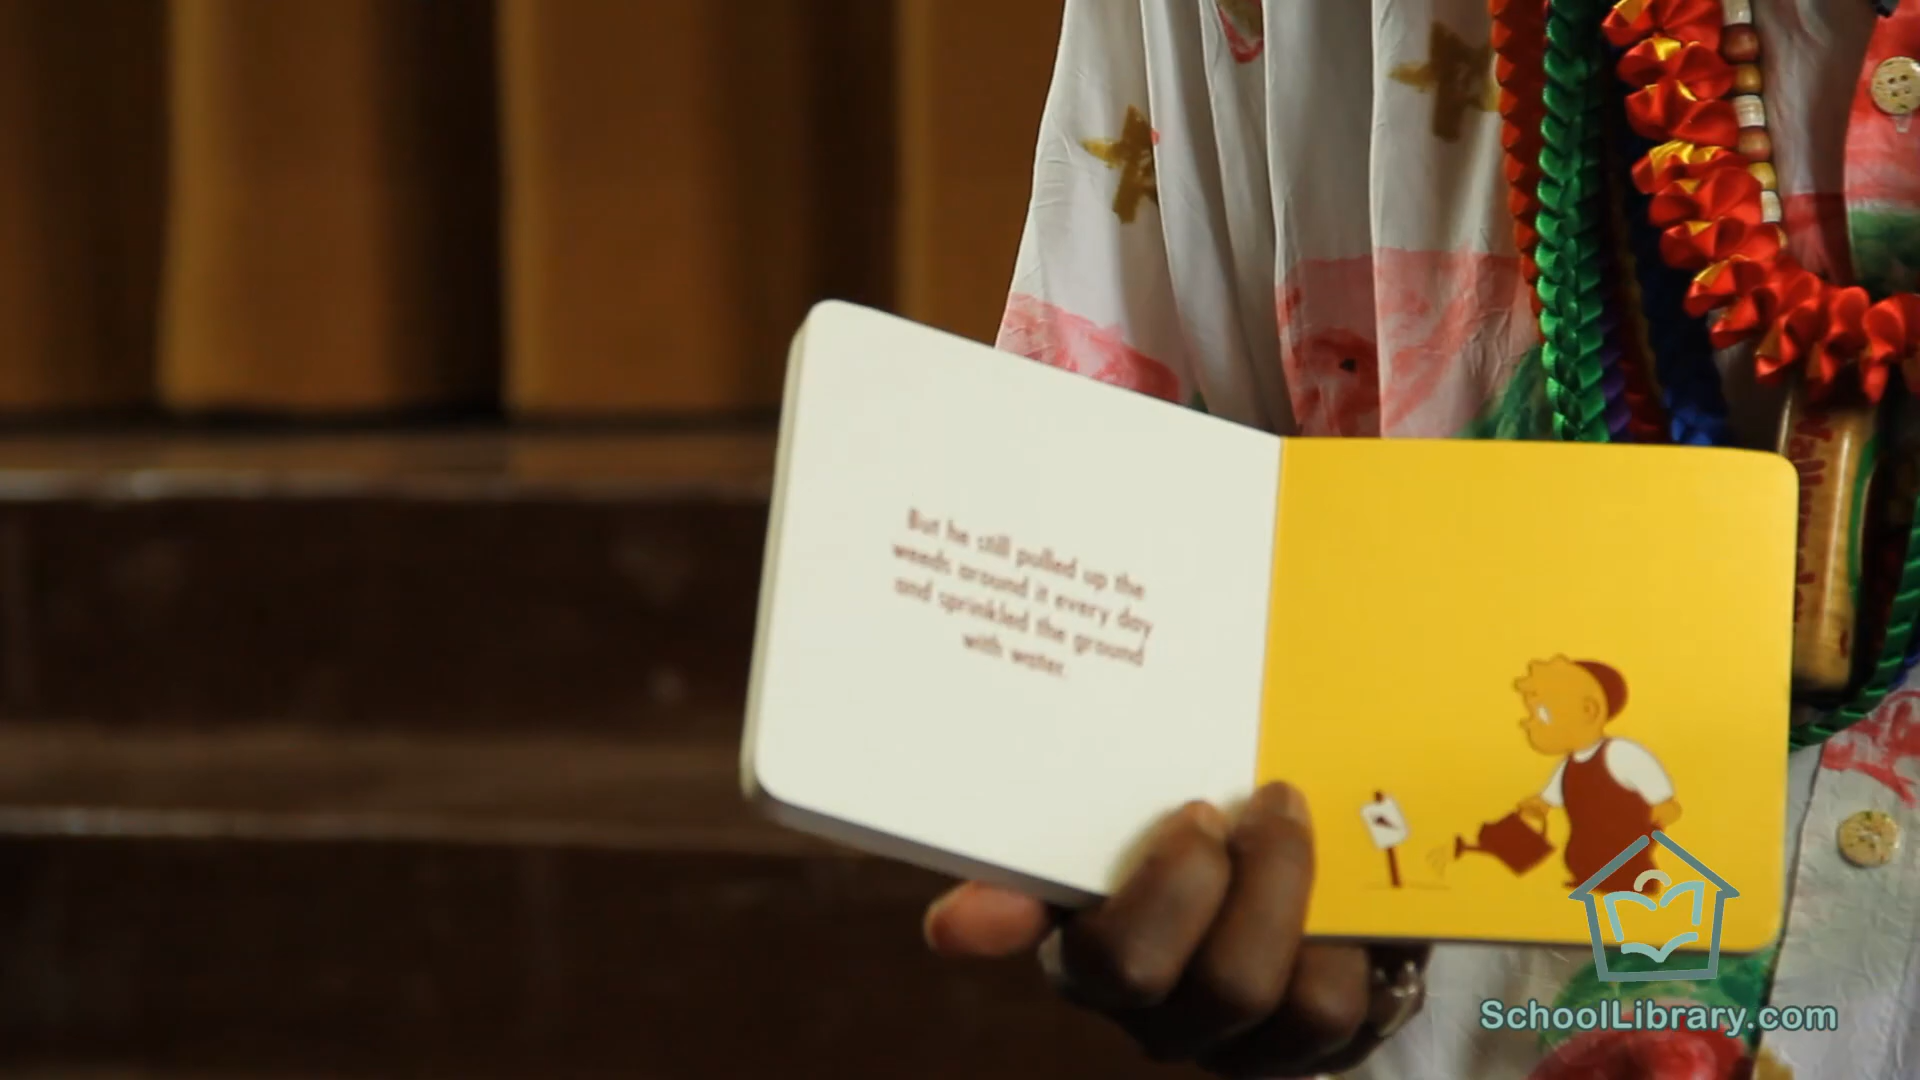 But he still pulled up the
weeds around it every day
and sprinkled the ground
with water.
SchoolLibrary.com